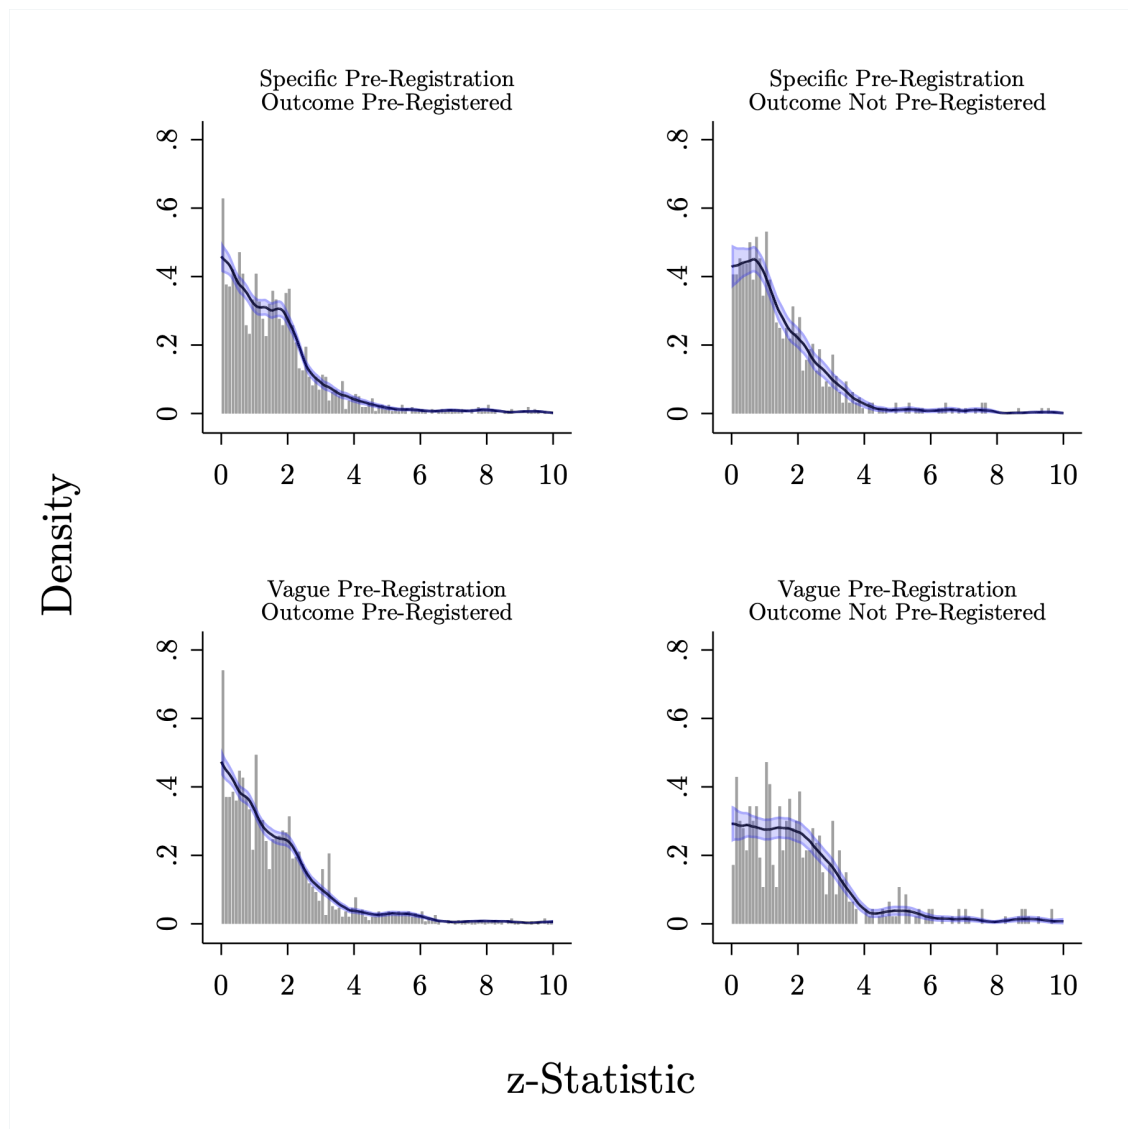 Specific Pre-Registration
Outcome Pre-Registered
.8
.6
.4
.2
0
0 2 4 6 8 10
Specific Pre-Registration
Outcome Not Pre-Registered
.8
.6
.4
.2
0
0 2 4 6 8 10
Density
Vague Pre-Registration
Outcome Pre-Registered
.8
.6
.4
.2
0
0 2 4 6 8 10
Vague Pre-Registration
Outcome Not Pre-Registered
.8
.6
.4
.2
0
0 2 4 6 8 10
z-Statistic